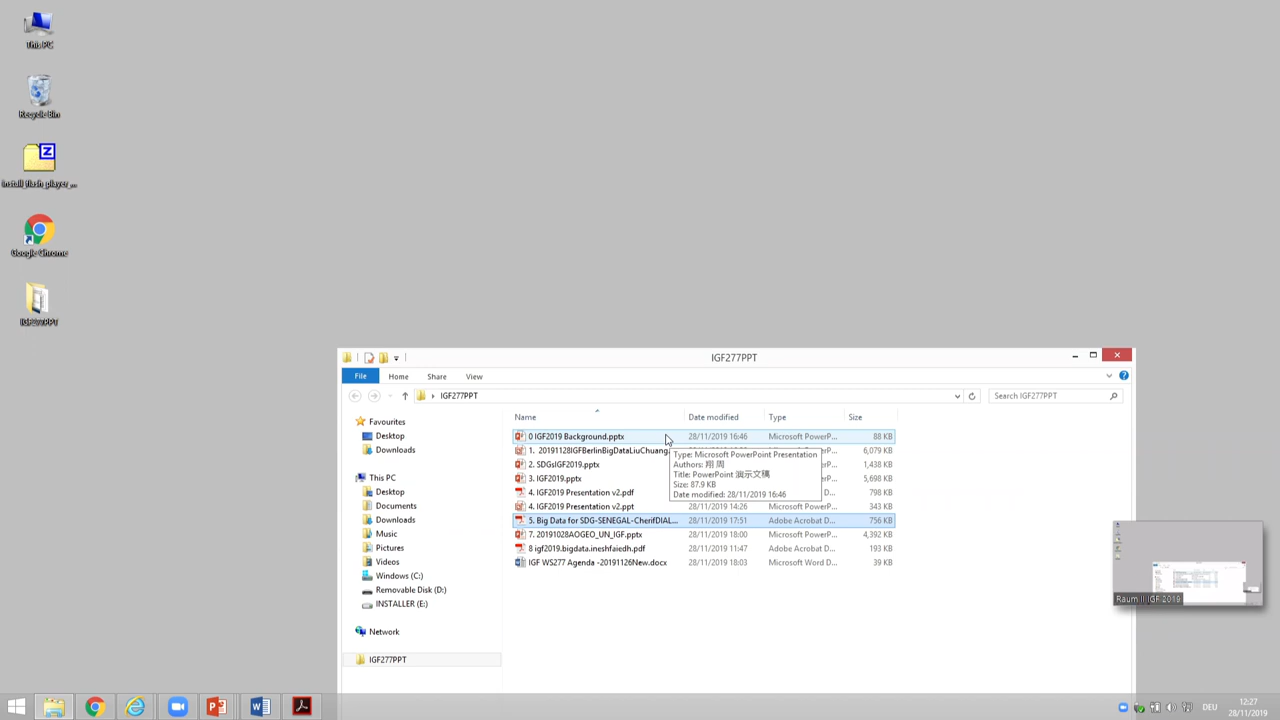 This PC
Recycle Bin
install_flash_player_...
Google Chrome
IGF277PPT
IGF277PPT
File Home Share View
IGF277PPT
Search IGF277PPT
Name Date modified Type Size
Favourites
Desktop
Downloads
This PC
Desktop
Documents
Downloads
Music
Pictures
Videos
Windows (C:)
Removable Disk (D:)
INSTALLER (E:)
Network
IGF277PPT
0 IGF2019 Background.pptx 28/11/2019 16:46 Microsoft PowerP... 88 KB
1. 20191128IGFBerlinBigDataLiuChuang. 6,079 KB
2. SDGsIGF2019.pptx 1,438 KB
3. IGF2019.pptx 5,698 KB
4. IGF2019 Presentation v2.pdf 798 KB
4. IGF2019 Presentation v2.ppt 28/11/2019 14:26 Microsoft PowerP... 343 KB
5. Big Data for SDG-SENEGAL-CherifDIAL... 28/11/2019 17:51 Adobe Acrobat D... 756 KB
7. 20191028AOGEO_UN_IGF.pptx 28/11/2019 18:00 Microsoft PowerP... 4,392 KB
8 igf2019.bigdata.ineshfaiedh.pdf 28/11/2019 11:47 Adobe Acrobat D... 193 KB
IGF WS277 Agenda -20191126New.docx 28/11/2019 18:03 Microsoft Word D... 39 KB
Type: Microsoft PowerPoint Presentation
Authors: 翔 周
Title: PowerPoint 演示文稿
Size: 87.9 KB
Date modified: 28/11/2019 16:46
Raum II IGF 2019
DEU
12:27
28/11/2019